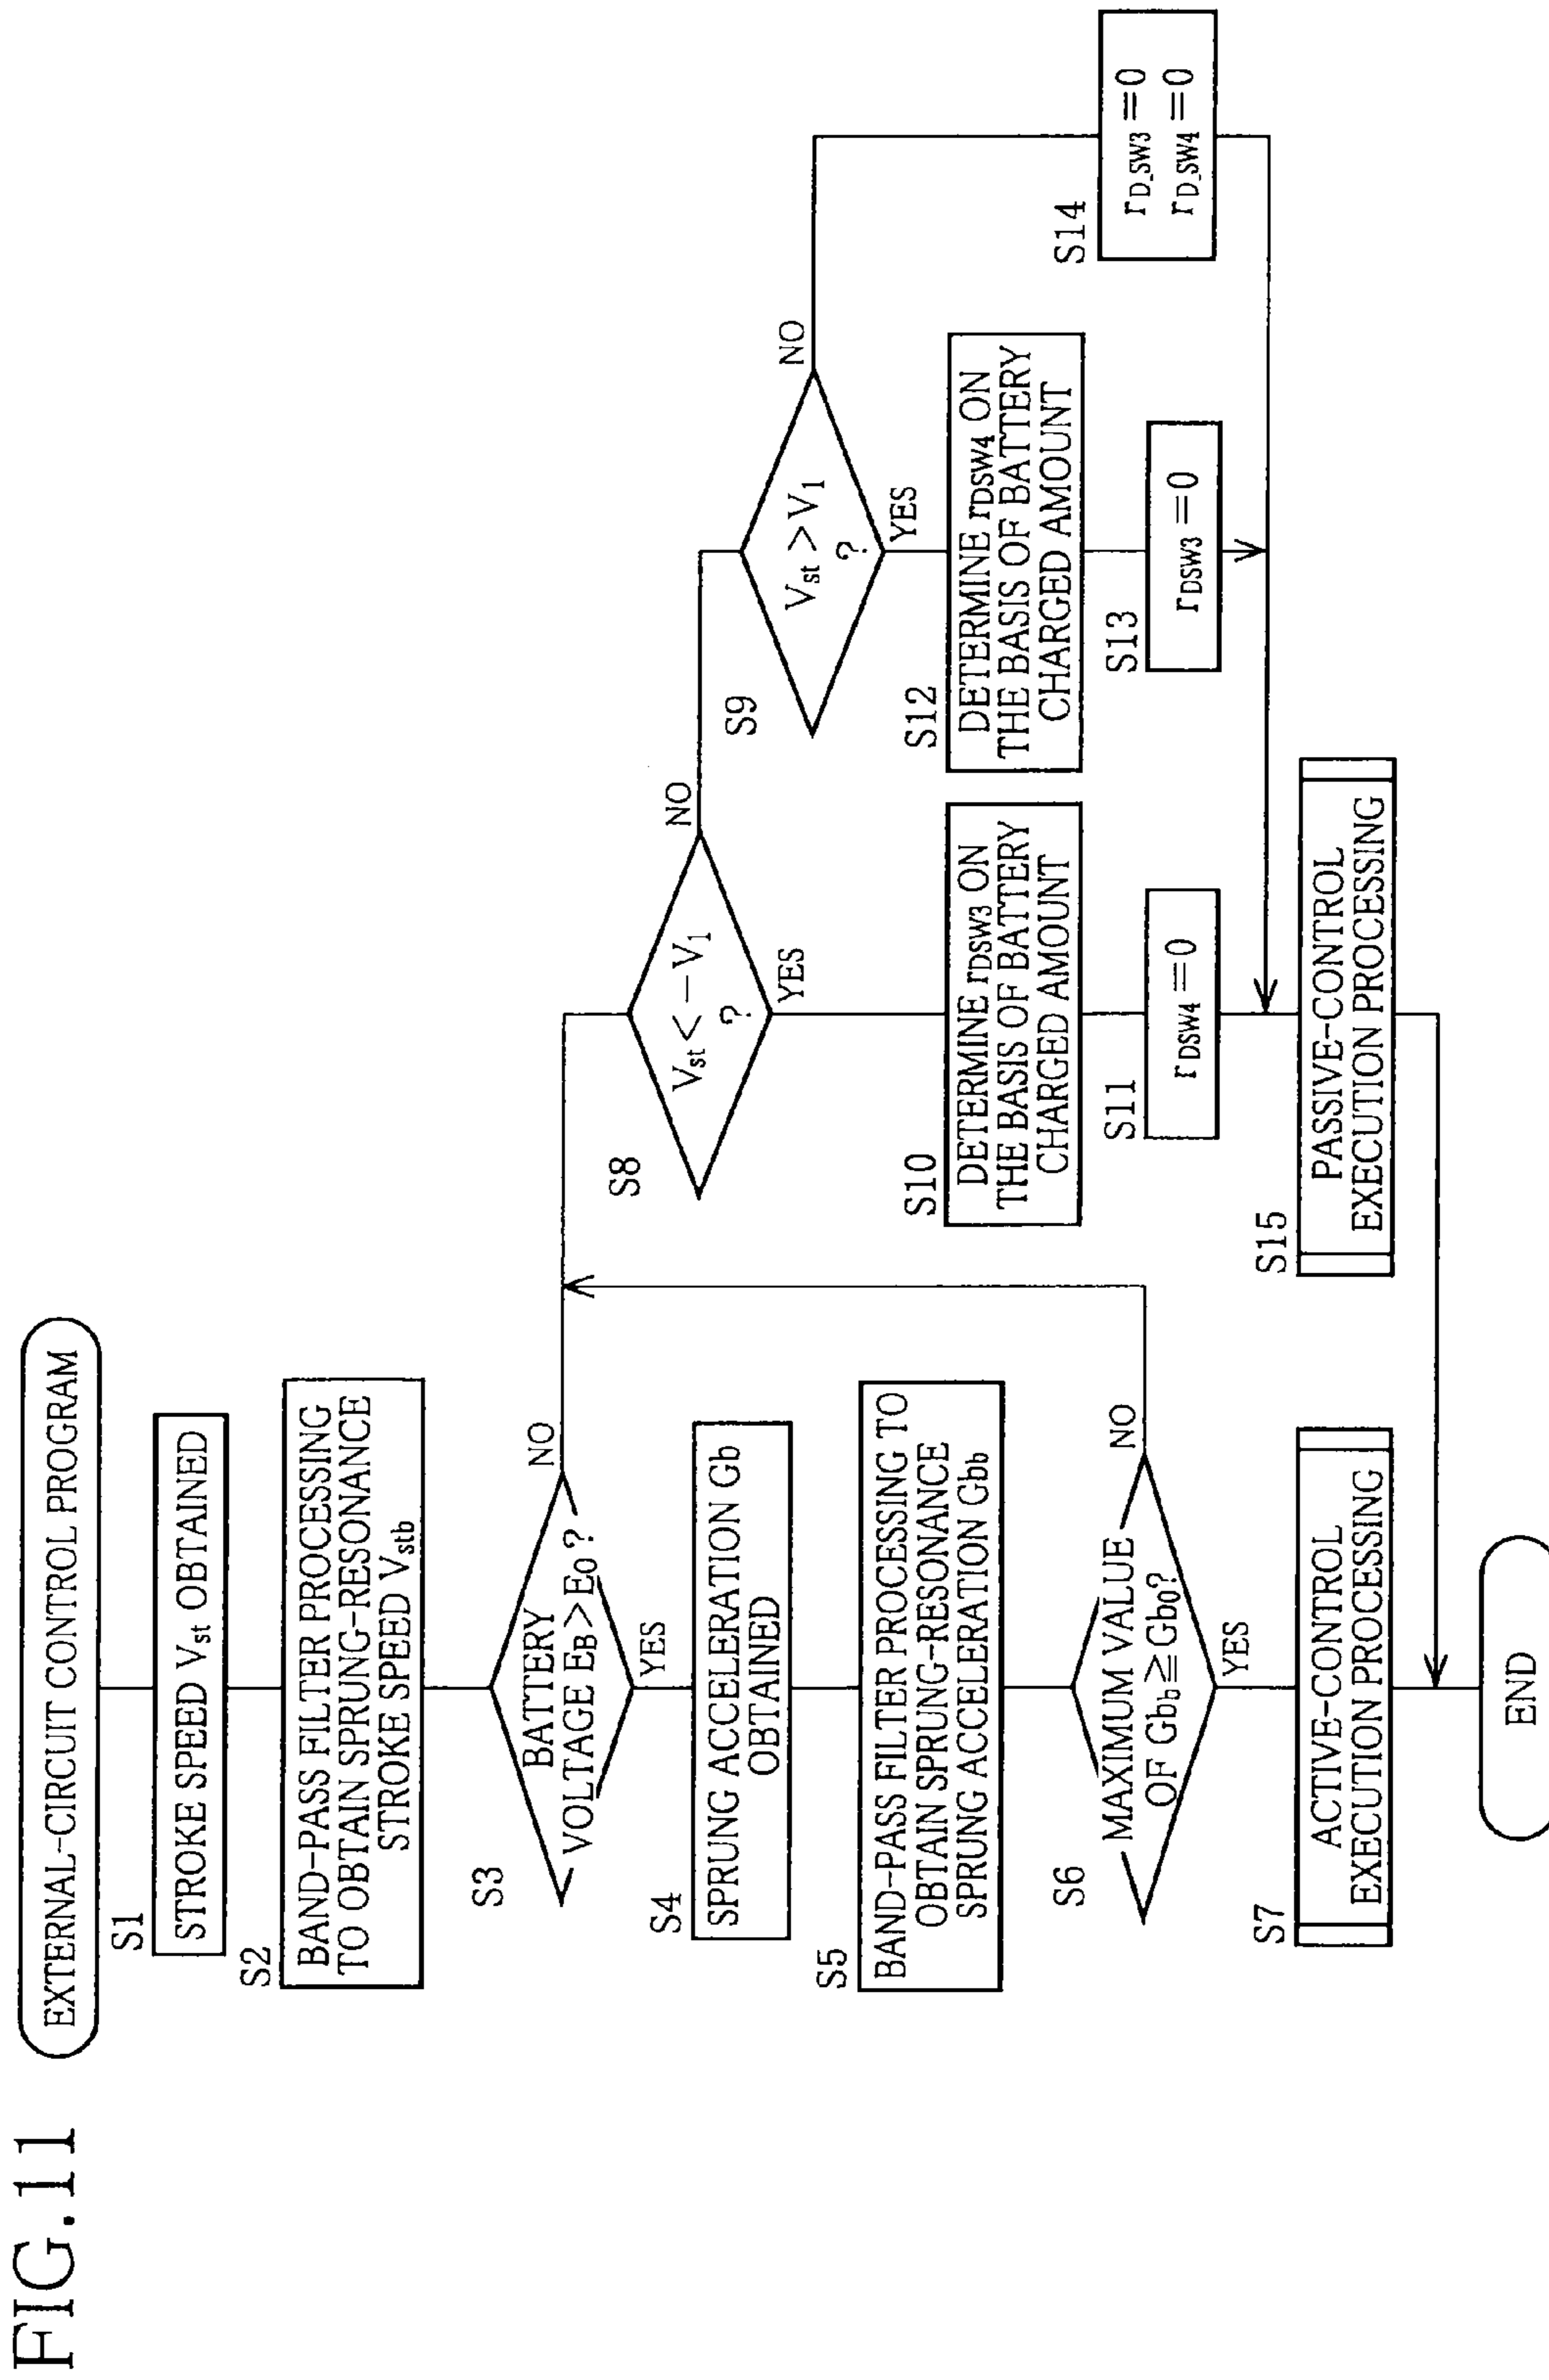 FIG.11
EXTERNAL-CIRCUIT CONTROL PROGRAM
S1
STROKE SPEED Vst OBTAINED
S2
BAND-PASS FILTER PROCESSING
TO OBTAIN SPRUNG-RESONANCE
STROKE SPEED Vstb
S3
BATTERY
VOLTAGE EB>E0?
NO
YES
S4
SPRUNG ACCELERATION Gb
OBTAINED
S5
BAND-PASS FILTER PROCESSING TO
OBTAIN SPRUNG-RESONANCE
SPRUNG ACCELERATION Gbb
S6
MAXIMUM VALUE
OF Gbb≧Gb0?
NO
YES
S7
ACTIVE-CONTROL
EXECUTION PROCESSING
END
S8
Vst<-V1
?
NO
YES
S10
DETERMINE rDSW3 ON
THE BASIS OF BATTERY
CHARGED AMOUNT
S11
rDSW4=0
S15
PASSIVE-CONTROL
EXECUTION PROCESSING
S9
Vst>V1
?
NO
YES
S12
DETERMINE rDSW4 ON
THE BASIS OF BATTERY
CHARGED AMOUNT
S13
rDSW3=0
S14
rD_SW3=0
rD_SW4=0